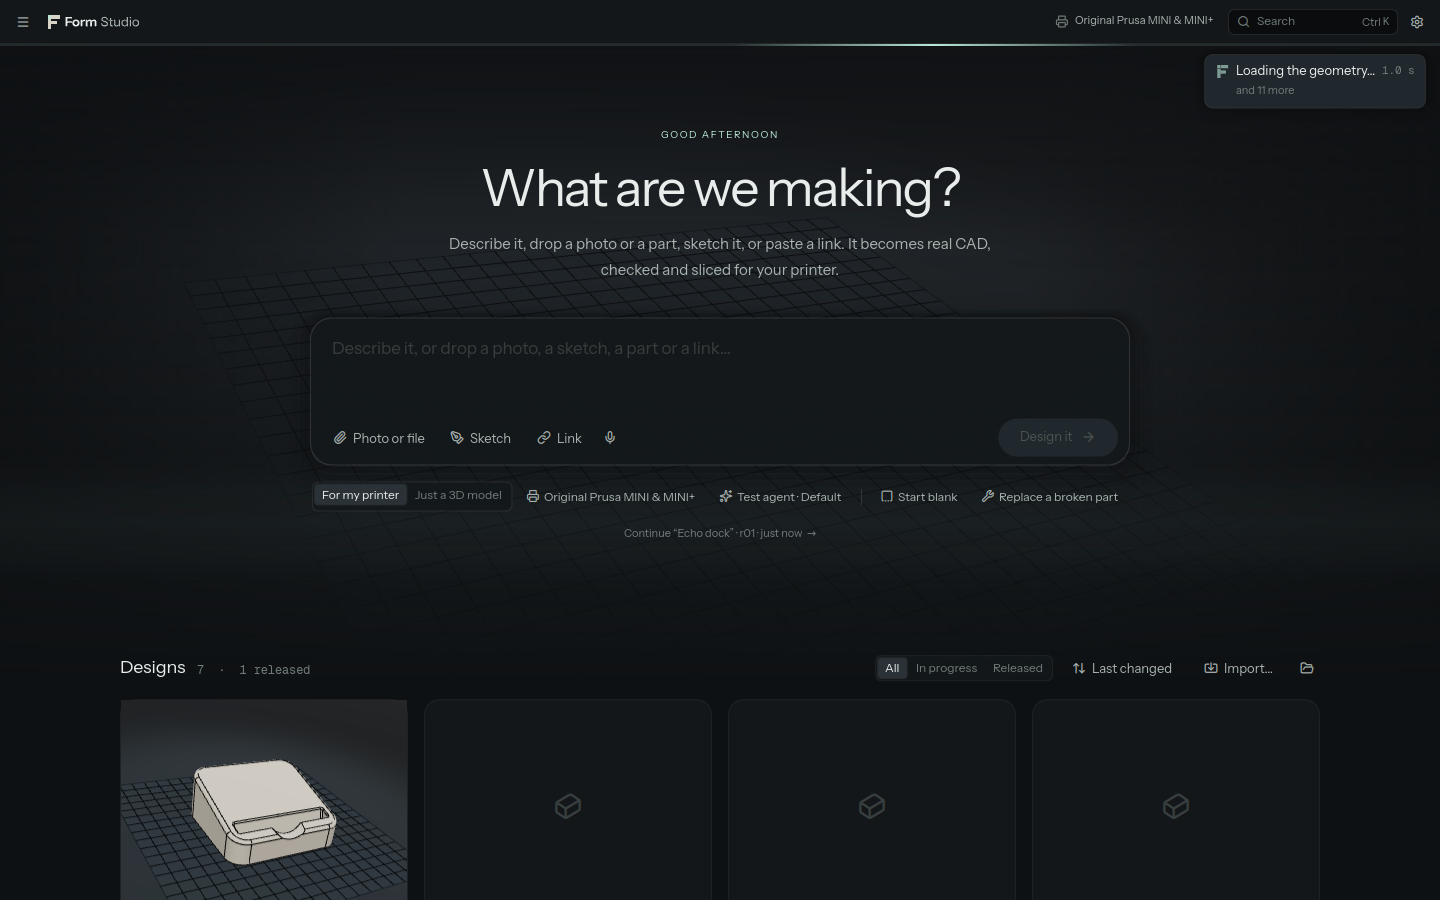 Form Studio
Original Prusa MINI & MINI+
Search
Ctrl K
Loading the geometry... 1.0 s
and 11 more
GOOD AFTERNOON
What are we making?
Describe it, drop a photo or a part, sketch it, or paste a link. It becomes real CAD,
checked and sliced for your printer.
Describe it, or drop a photo, a sketch, a part or a link...
Photo or file
Sketch
Link
Design it →
For my printer
Just a 3D model
Original Prusa MINI & MINI+
Test agent · Default
Start blank
Replace a broken part
Continue “Echo dock” · r01 · just now →
Designs 7 · 1 released
All
In progress
Released
Last changed
Import...